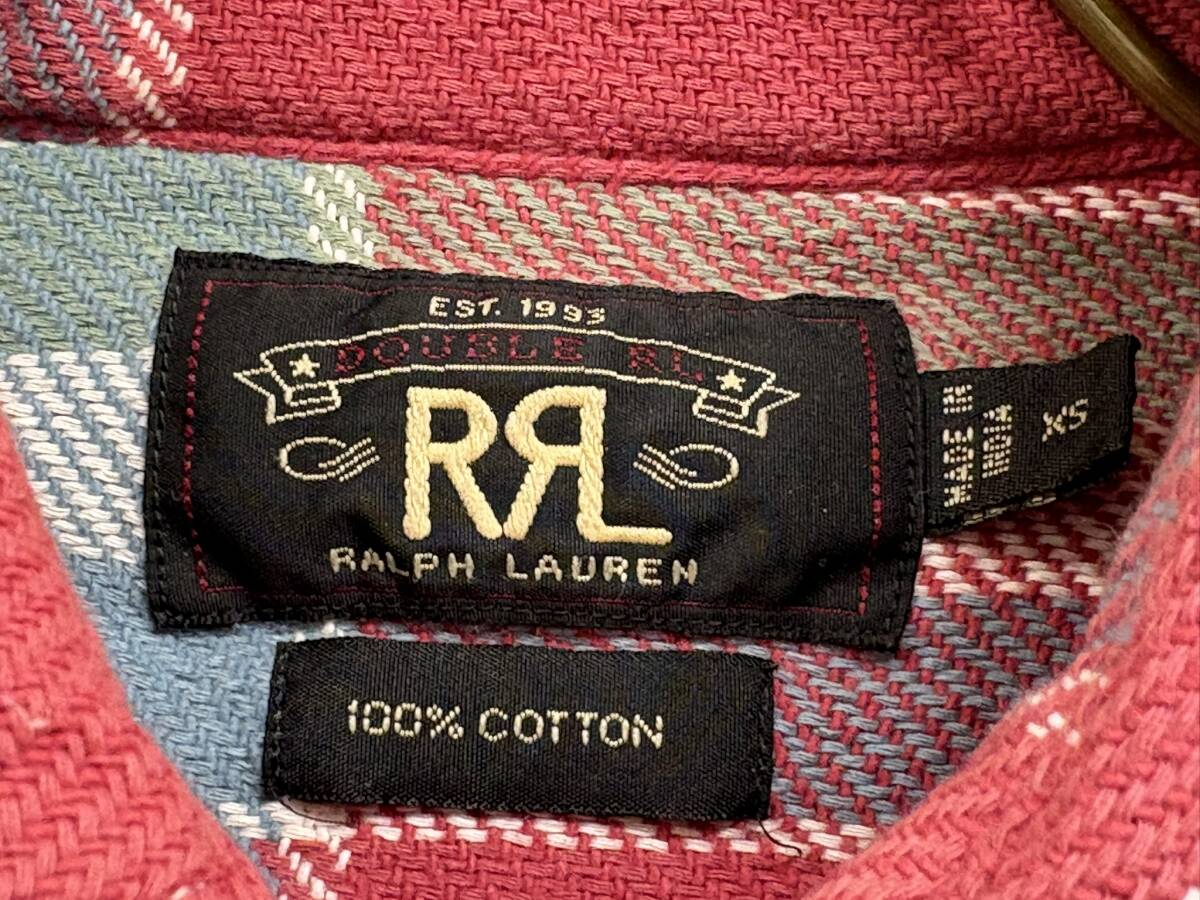 EST. 1993
DOUBLE RL
RRL
RALPH LAUREN
MADE IN
INDIA
XS
100% COTTON